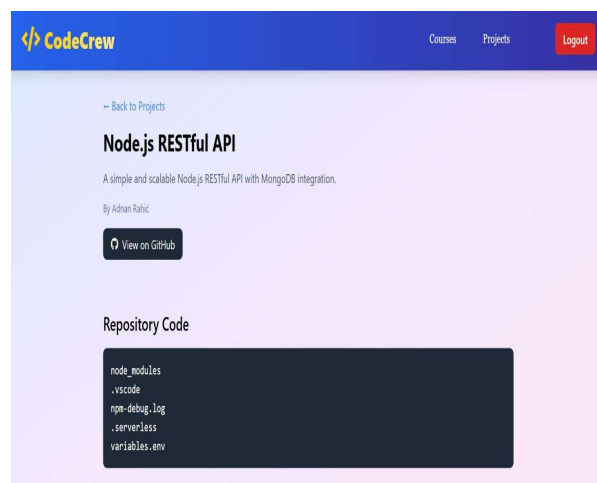 </> CodeCrew
Courses Projects Logout
← Back to Projects
Node.js RESTful API
A simple and scalable Node.js RESTful API with MongoDB integration.
By Adnan Rahić
View on GitHub
Repository Code
node_modules
.vscode
npm-debug.log
.serverless
variables.env